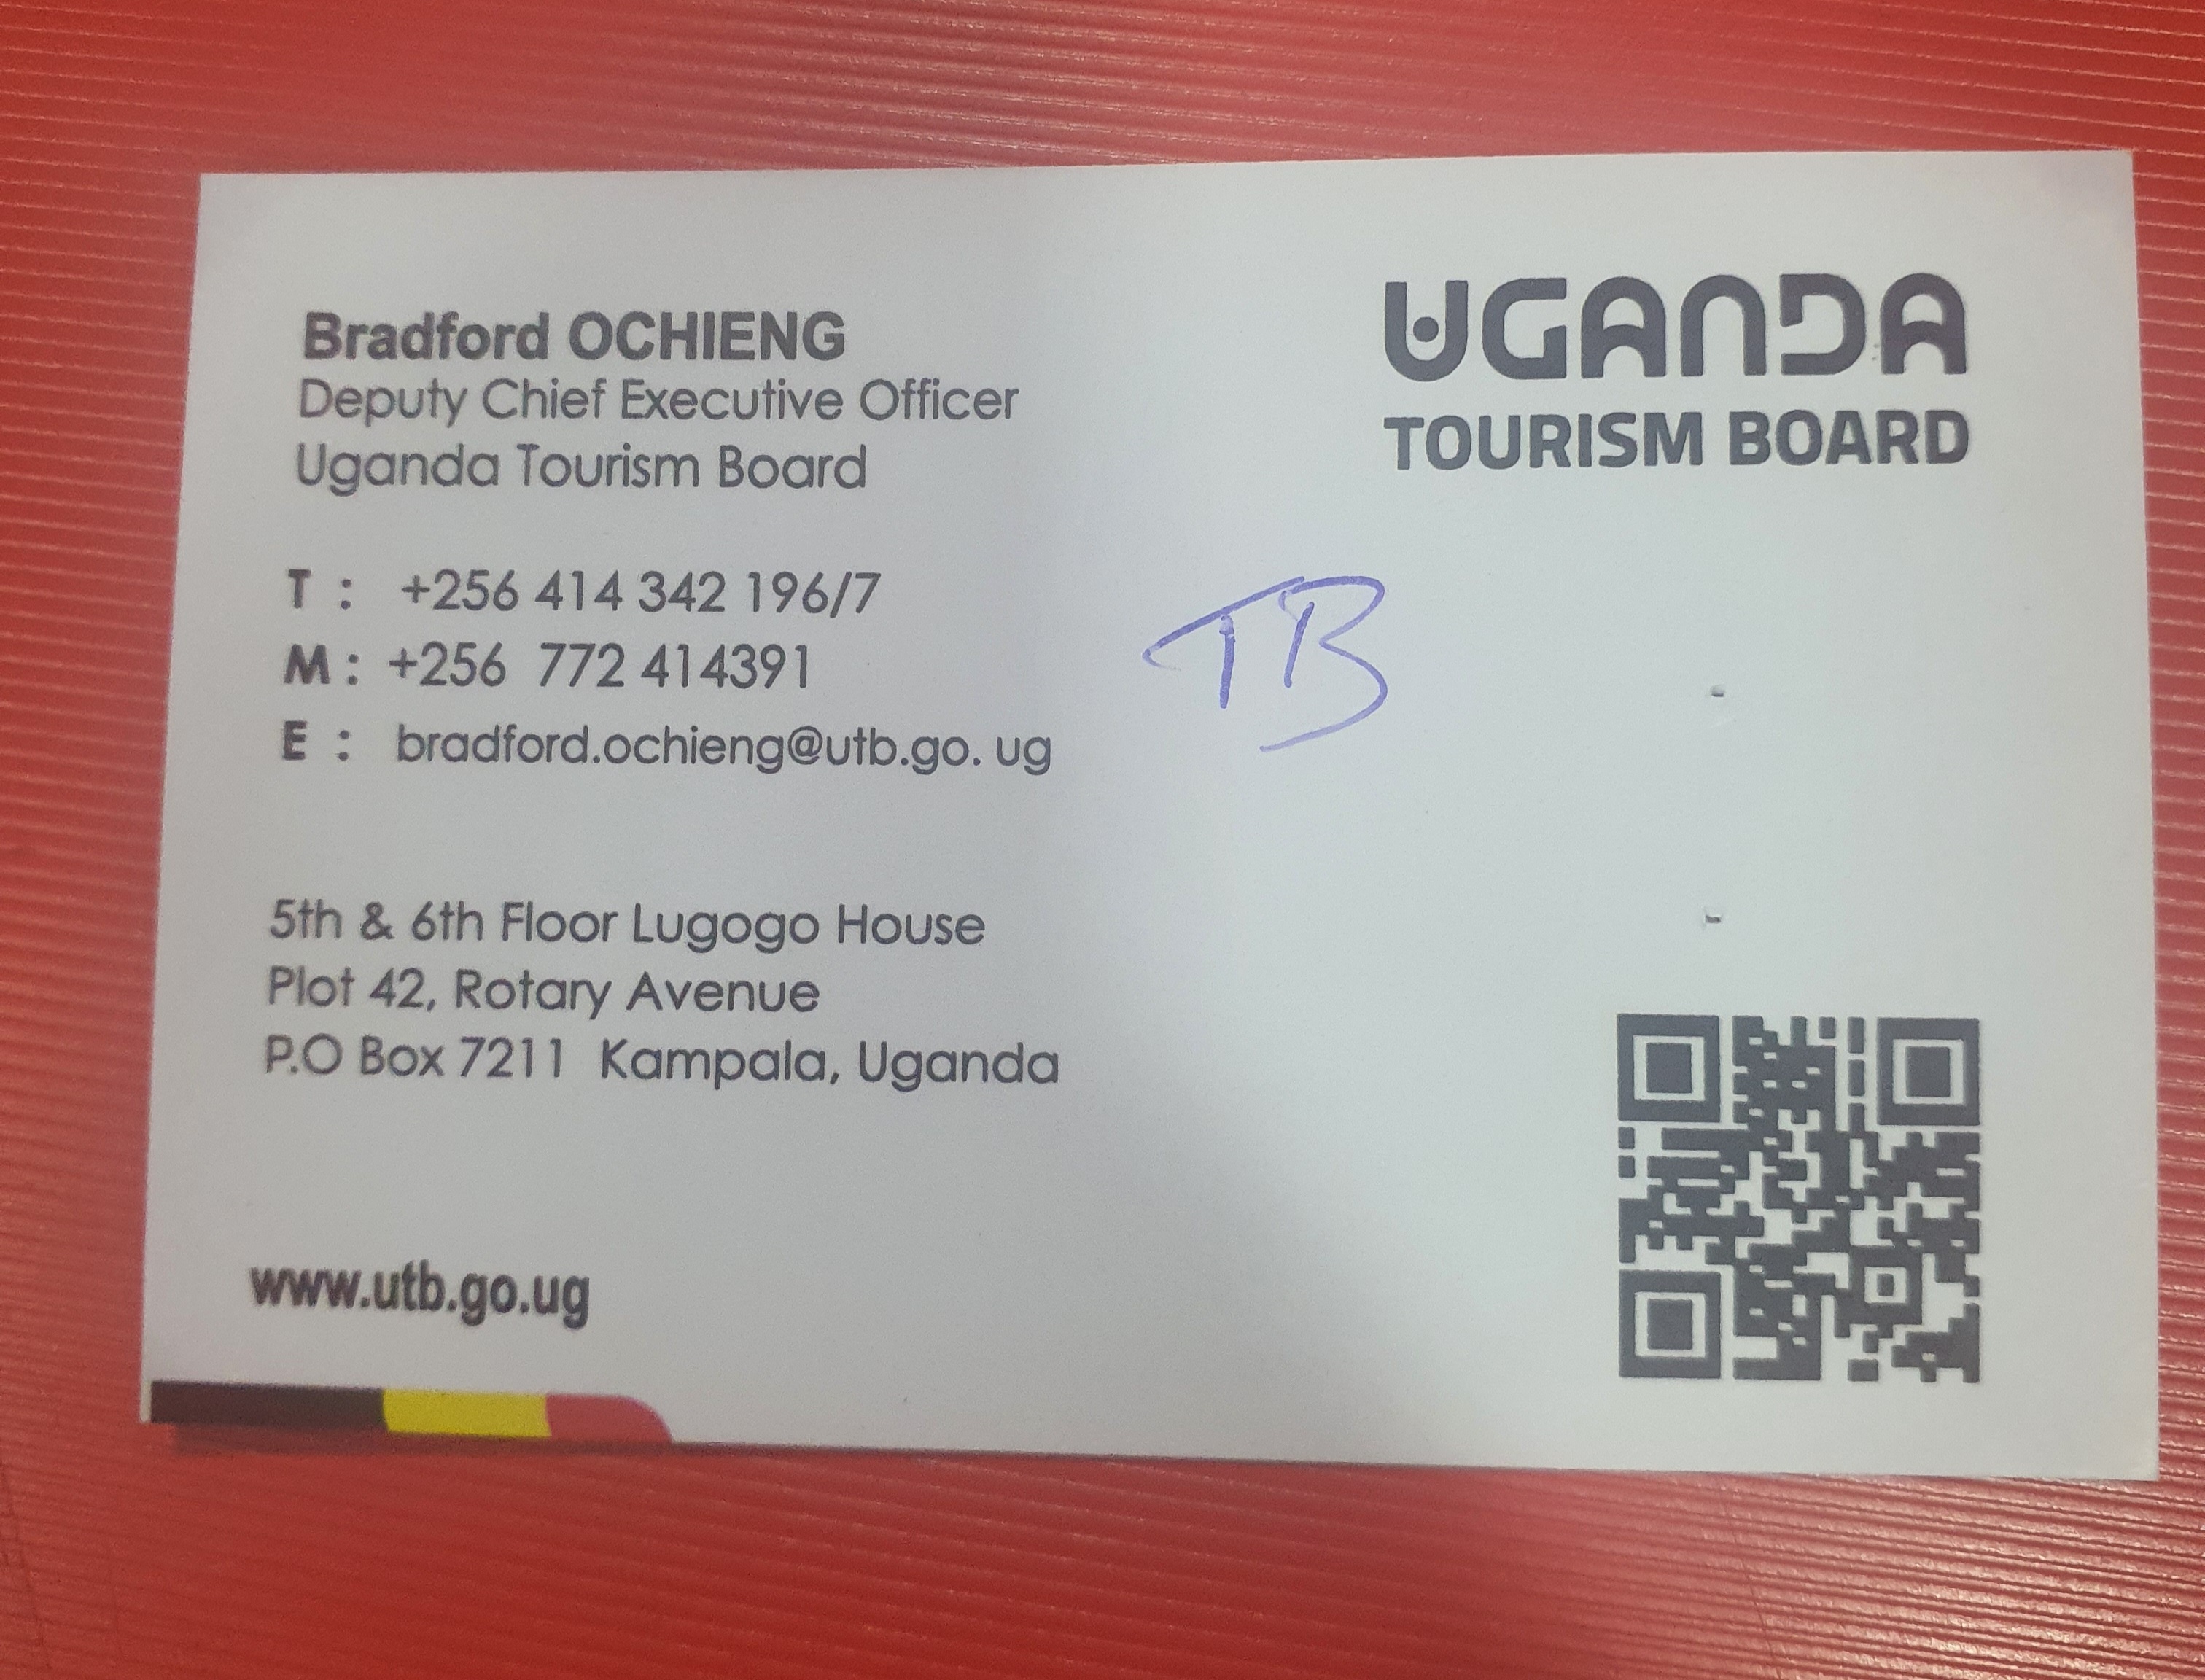 Bradford OCHIENG
Deputy Chief Executive Officer
Uganda Tourism Board
T : +256 414 342 196/7
M : +256 772 414391
E : bradford.ochieng@utb.go. ug
5th & 6th Floor Lugogo House
Plot 42, Rotary Avenue
P.O Box 7211 Kampala, Uganda
www.utb.go.ug
UGANDA
TOURISM BOARD
TB